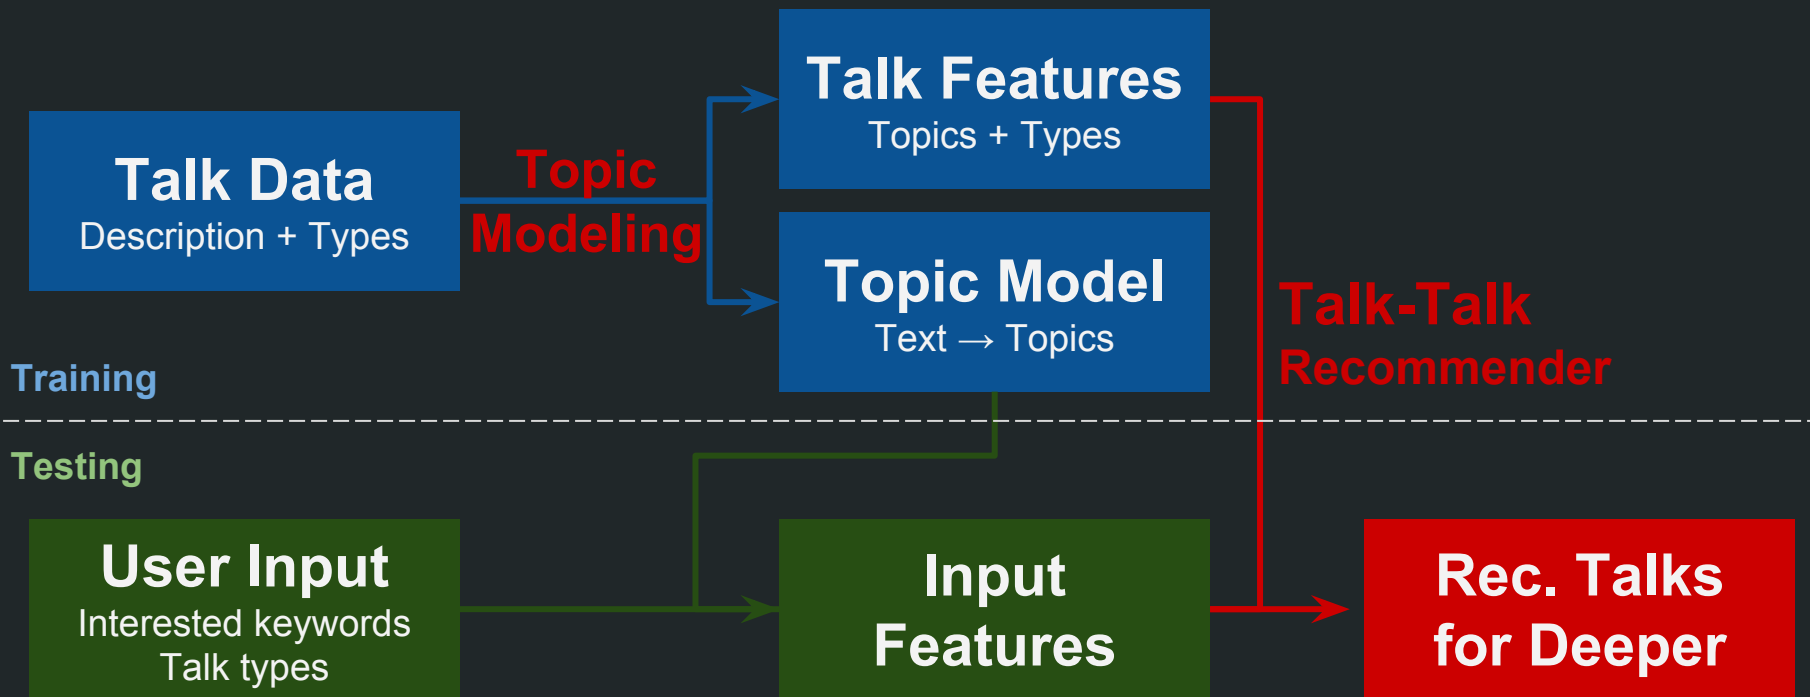 Talk Features
Topics + Types
Talk Data
Description + Types
Topic
Modeling
Topic Model
Text → Topics
Talk-Talk
Recommender
Training
Testing
User Input
Interested keywords
Talk types
Input
Features
Rec. Talks
for Deeper